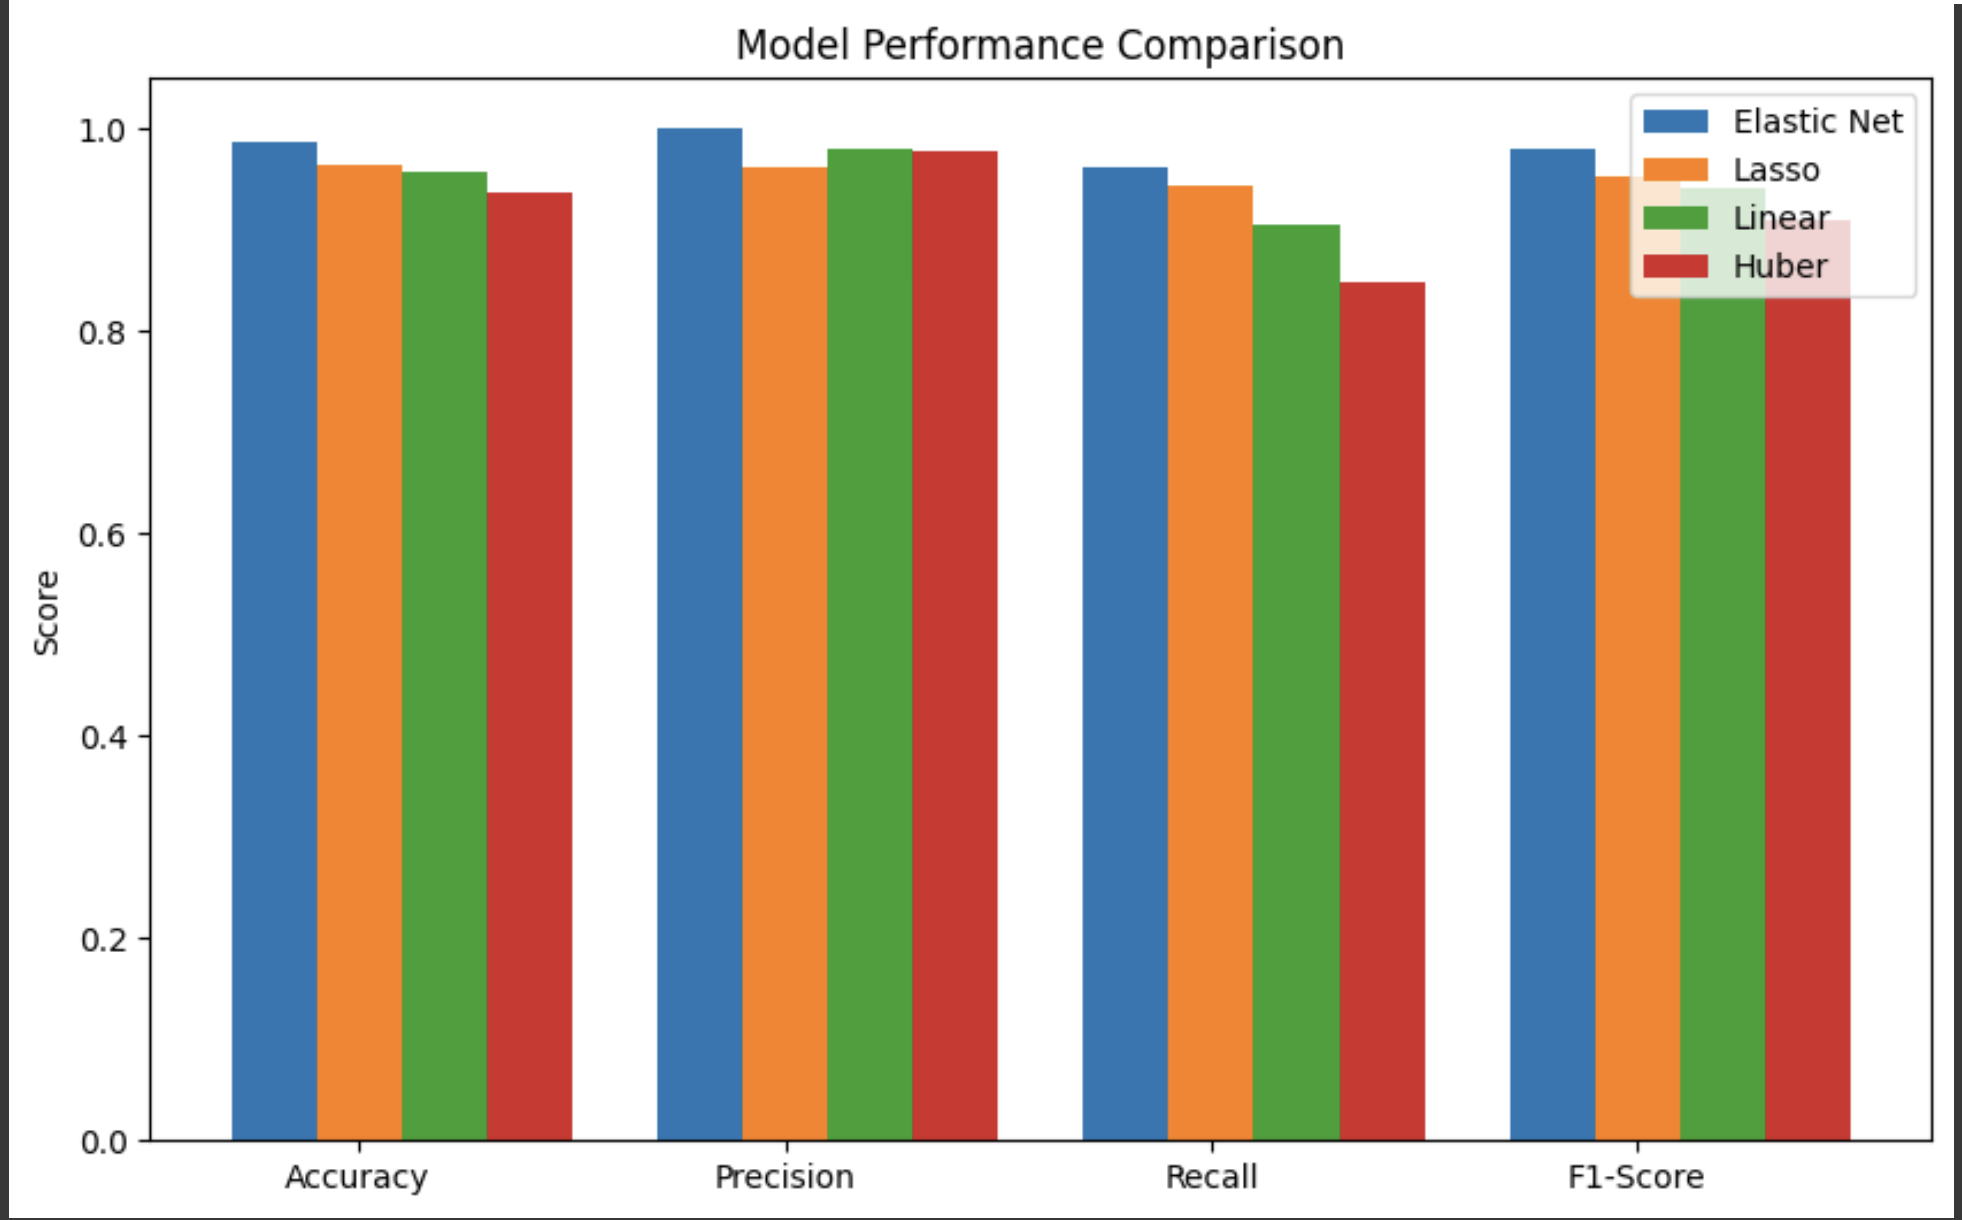 Model Performance Comparison
Elastic Net
Lasso
Linear
Huber
1.0
0.8
0.6
0.4
0.2
0.0
Score
Accuracy
Precision
Recall
F1-Score